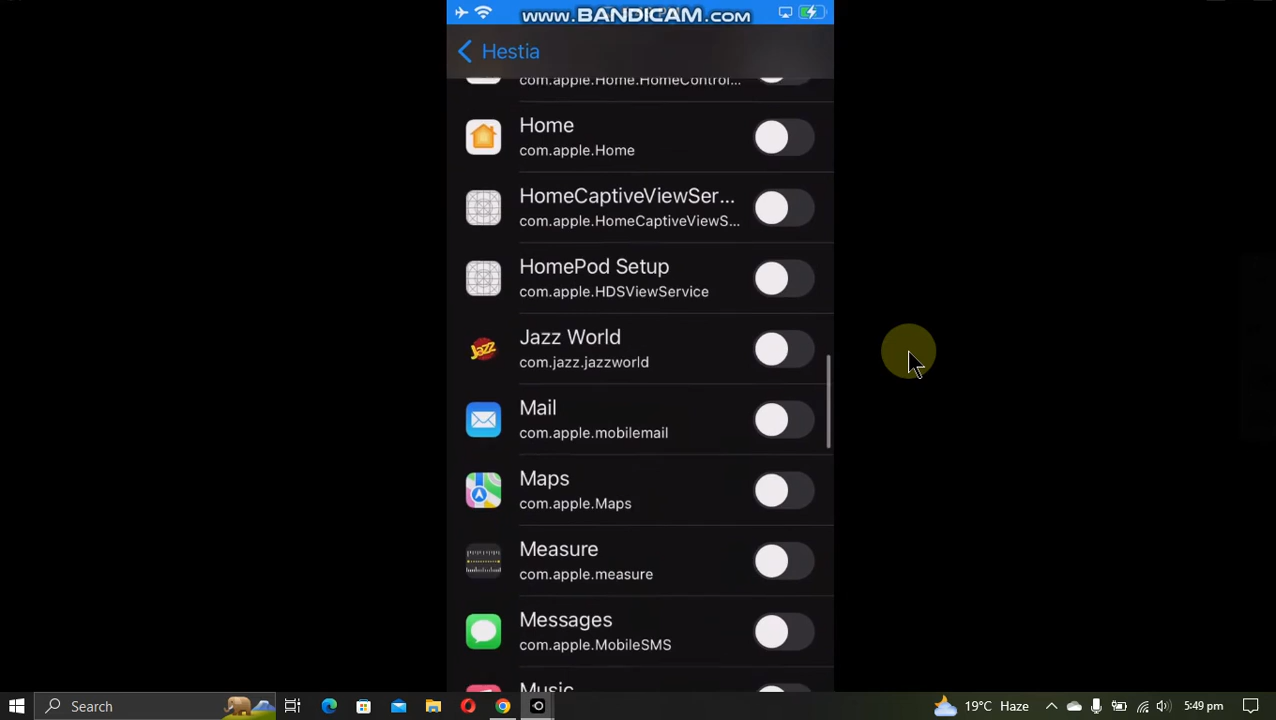 www.BANDICAM.com
Hestia
com.apple.Home.HomeControl...
Home
com.apple.Home
HomeCaptiveViewSer...
com.apple.HomeCaptiveViewS...
HomePod Setup
com.apple.HDSViewService
Jazz World
com.jazz.jazzworld
Jazz
Mail
com.apple.mobilemail
Maps
com.apple.Maps
Measure
com.apple.measure
Messages
com.apple.MobileSMS
Music
Search
19°C Haze
5:49 pm